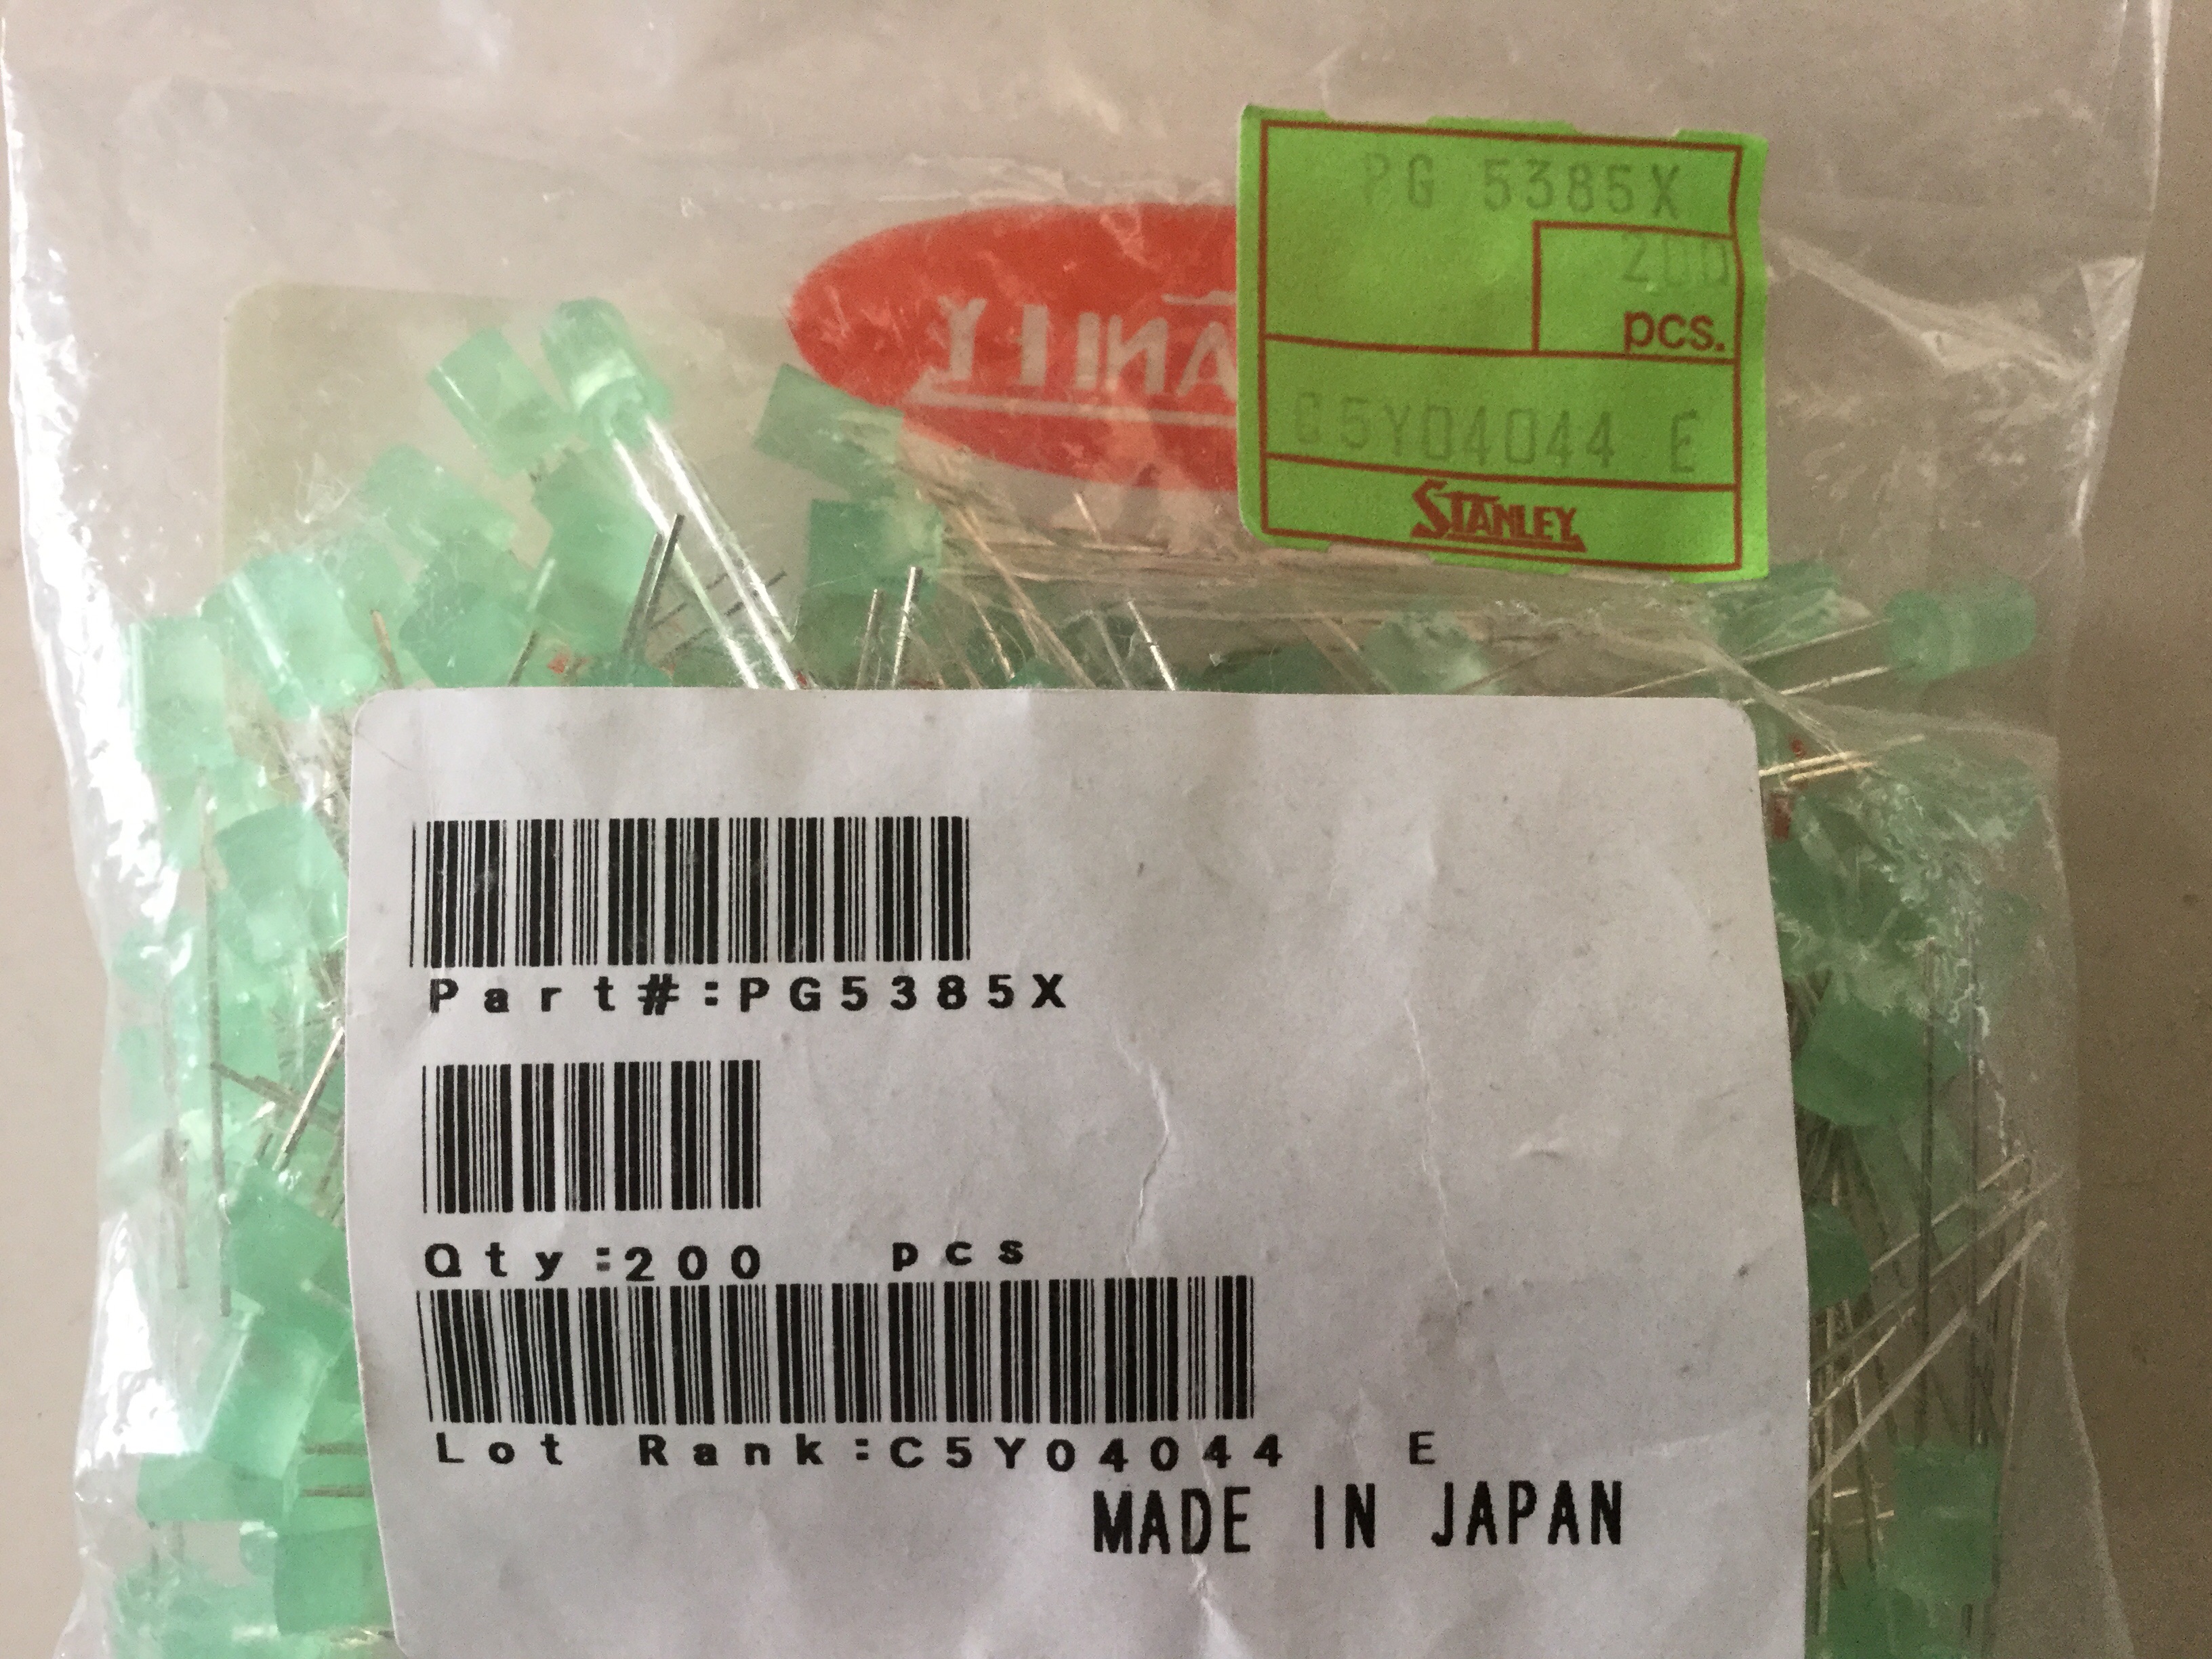 PG 5385X
200
pcs.
C5Y04044 E
STANLEY
Part#:PG5385X
Qty:200 pcs
Lot Rank:C5Y04044 E
MADE IN JAPAN